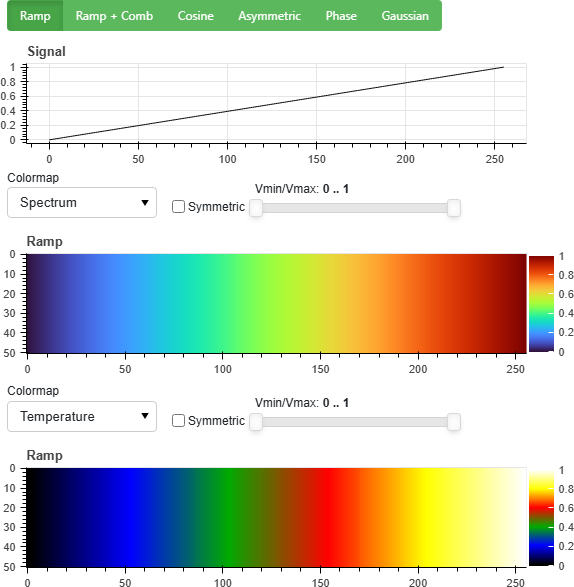 Ramp Ramp + Comb Cosine Asymmetric Phase Gaussian
Signal
1
0.8
0.6
0.4
0.2
0
0 50 100 150 200 250
Colormap
Vmin/Vmax: 0 .. 1
Spectrum
Symmetric
Ramp
0
10
20
30
40
50
0 50 100 150 200 250
1
0.8
0.6
0.4
0.2
0
Colormap
Vmin/Vmax: 0 .. 1
Temperature
Symmetric
Ramp
0
10
20
30
40
50
0 50 100 150 200 250
1
0.8
0.6
0.4
0.2
0